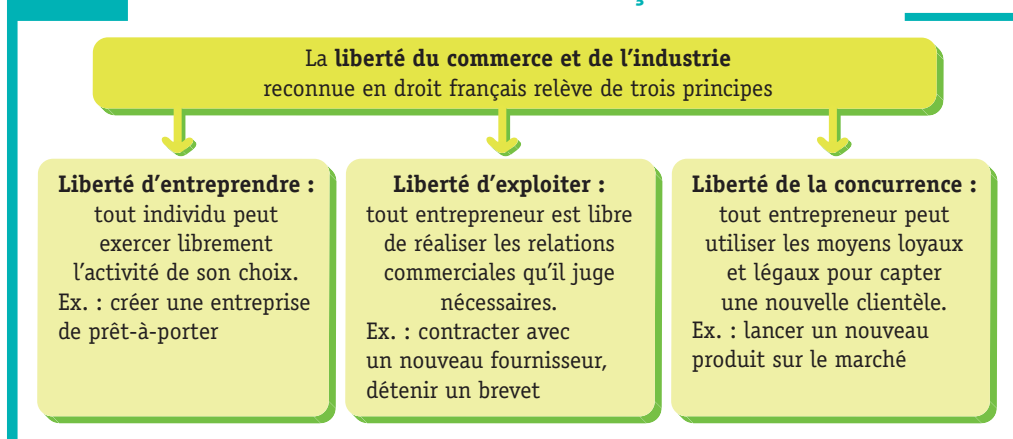 La liberté du commerce et de l'industrie
reconnue en droit français relève de trois principes
Liberté d'entreprendre :
tout individu peut
exercer librement
l'activité de son choix.
Ex. : créer une entreprise
de prêt-à-porter
Liberté d'exploiter :
tout entrepreneur est libre
de réaliser les relations
commerciales qu'il juge
nécessaires.
Ex. : contracter avec
un nouveau fournisseur,
détenir un brevet
Liberté de la concurrence :
tout entrepreneur peut
utiliser les moyens loyaux
et légaux pour capter
une nouvelle clientèle.
Ex. : lancer un nouveau
produit sur le marché